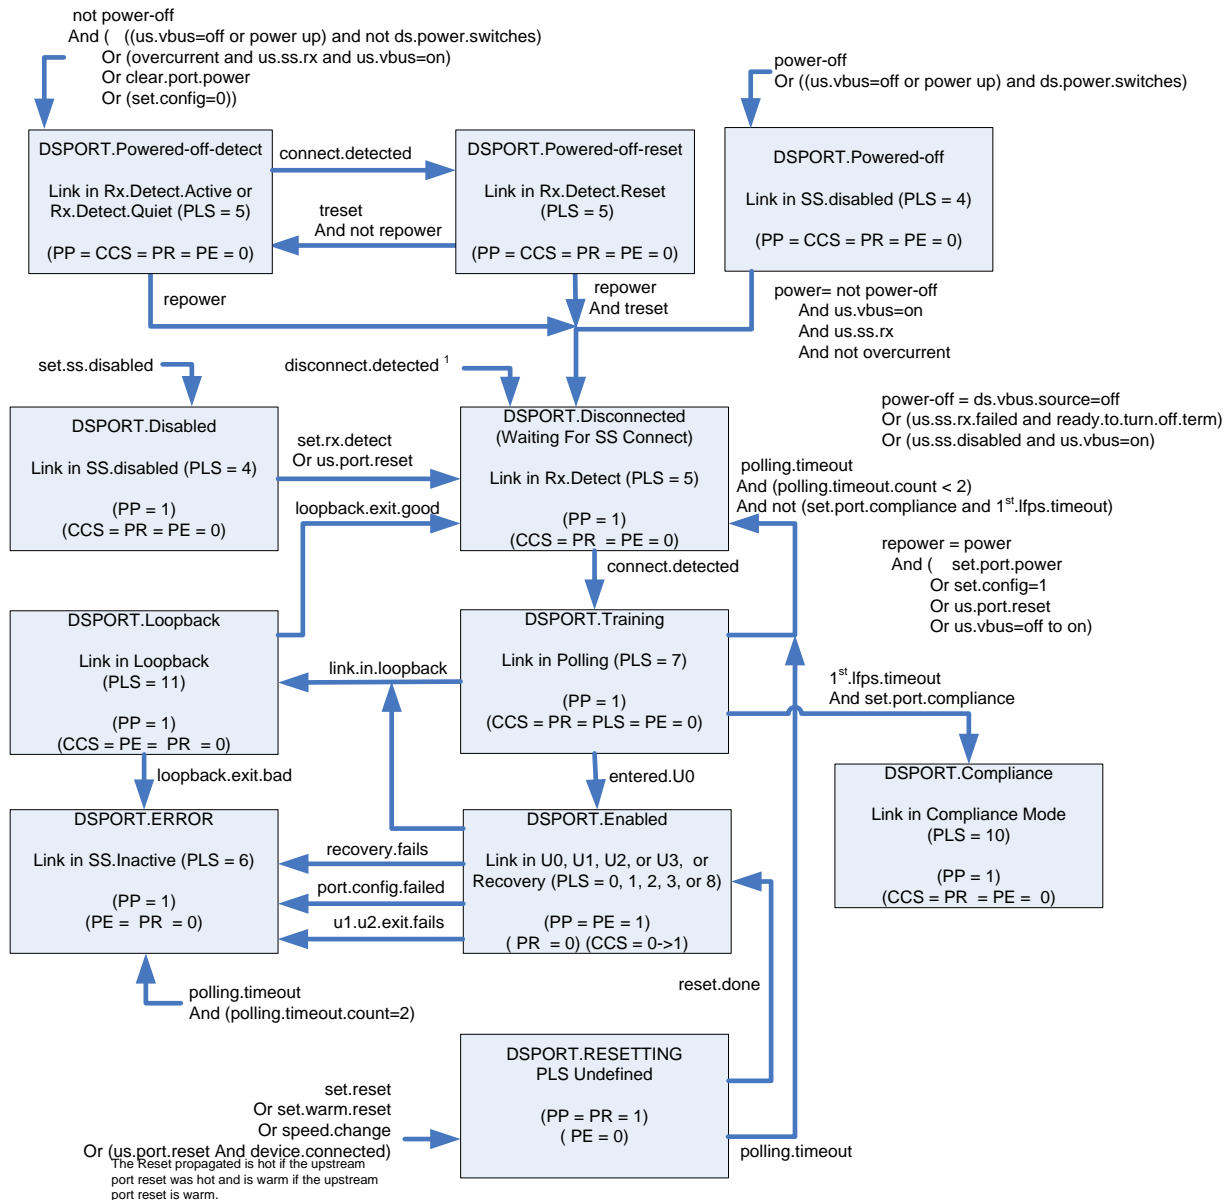 not power-off
And (    ((us.vbus=off or power up) and not ds.power.switches)
Or (overcurrent and us.ss.rx and us.vbus=on)
Or clear.port.power
Or (set.config=0))
power-off
Or ((us.vbus=off or power up) and ds.power.switches)
DSPORT.Powered-off-detect
Link in Rx.Detect.Active or
Rx.Detect.Quiet (PLS = 5)
(PP = CCS = PR = PE = 0)
connect.detected
treset
And not repower
DSPORT.Powered-off-reset
Link in Rx.Detect.Reset
(PLS = 5)
(PP = CCS = PR = PE = 0)
DSPORT.Powered-off
Link in SS.disabled (PLS = 4)
(PP = CCS = PR = PE = 0)
repower
repower
And treset
power= not power-off
And us.vbus=on
And us.ss.rx
And not overcurrent
set.ss.disabled
disconnect.detected 1
DSPORT.Disabled
Link in SS.disabled (PLS = 4)
(PP = 1)
(CCS = PR = PE = 0)
set.rx.detect
Or us.port.reset
loopback.exit.good
DSPORT.Disconnected
(Waiting For SS Connect)
Link in Rx.Detect (PLS = 5)
(PP = 1)
(CCS = PR  = PE = 0)
power-off = ds.vbus.source=off
Or (us.ss.rx.failed and ready.to.turn.off.term)
Or (us.ss.disabled and us.vbus=on)
polling.timeout
And (polling.timeout.count < 2)
And not (set.port.compliance and 1st.lfps.timeout)
repower = power
And (    set.port.power
Or set.config=1
Or us.port.reset
Or us.vbus=off to on)
connect.detected
DSPORT.Loopback
Link in Loopback
(PLS = 11)
(PP = 1)
(CCS = PE =  PR  = 0)
link.in.loopback
DSPORT.Training
Link in Polling (PLS = 7)
(PP = 1)
(CCS = PR = PLS = PE = 0)
1st.lfps.timeout
And set.port.compliance
loopback.exit.bad
entered.U0
DSPORT.Compliance
Link in Compliance Mode
(PLS = 10)
(PP = 1)
(CCS = PR  = PE =  0)
DSPORT.ERROR
Link in SS.Inactive (PLS = 6)
(PP = 1)
(PE =  PR  = 0)
recovery.fails
port.config.failed
u1.u2.exit.fails
DSPORT.Enabled
Link in U0, U1, U2, or U3,  or
Recovery (PLS = 0, 1, 2, 3, or 8)
(PP = PE = 1)
( PR  = 0) (CCS = 0->1)
polling.timeout
And (polling.timeout.count=2)
reset.done
DSPORT.RESETTING
PLS Undefined
(PP = PR = 1)
( PE = 0)
set.reset
Or set.warm.reset
Or speed.change
Or (us.port.reset And device.connected)
The Reset propagated is hot if the upstream
port reset was hot and is warm if the upstream
port reset is warm.
polling.timeout